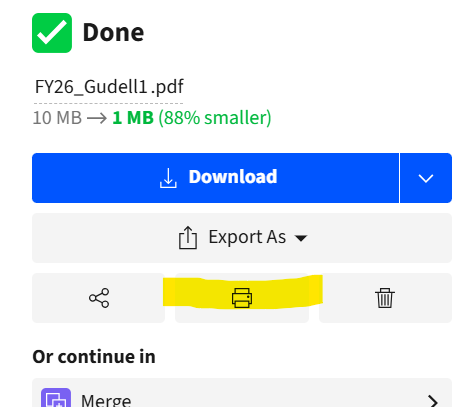 Done
FY26_Gudell1.pdf
10 MB → 1 MB (88% smaller)
Download
Export As
Or continue in
Merge